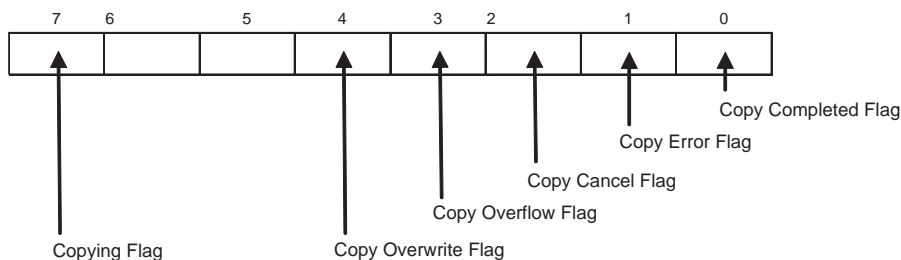 7 6 5 4 3 2 1 0
Copy Completed Flag
Copy Error Flag
Copy Cancel Flag
Copy Overflow Flag
Copying Flag Copy Overwrite Flag